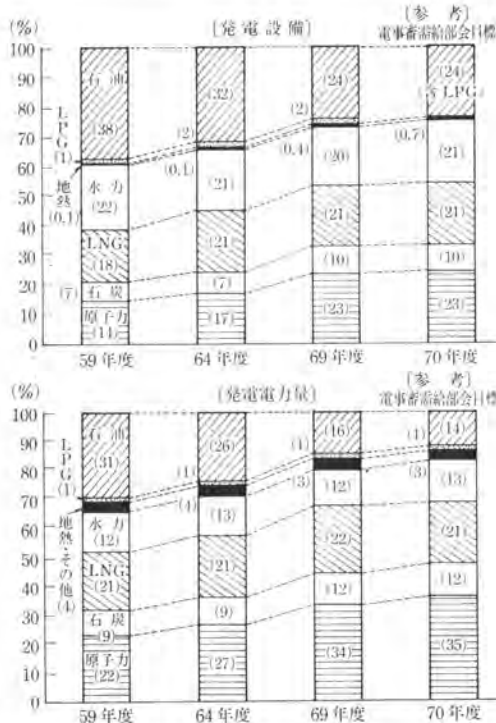 (%)
〔発電設備〕
〔参考〕
電事審需給部会目標
100
90
80
70
60
50
40
30
20
10
0
石油
(38)
LPG
(1)
地熱
(0.1)
水力
(22)
LNG
(18)
石炭
(7)
原子力
(14)
(32)
(2)
(0.1)
(21)
(21)
(7)
(17)
(24)
(2)
(0.4)
(20)
(21)
(10)
(23)
(24)
(含LPG)
(0.7)
(21)
(21)
(10)
(23)
59年度
64年度
69年度
70年度
(%)
〔発電電力量〕
〔参考〕
電事審需給部会目標
100
90
80
70
60
50
40
30
20
10
0
石油
(31)
LPG
(1)
地熱・その他
(4)
水力
(12)
LNG
(21)
石炭
(9)
原子力
(22)
(26)
(1)
(4)
(13)
(21)
(9)
(27)
(16)
(1)
(3)
(12)
(22)
(12)
(34)
(14)
(1)
(3)
(13)
(21)
(12)
(35)
59年度
64年度
69年度
70年度